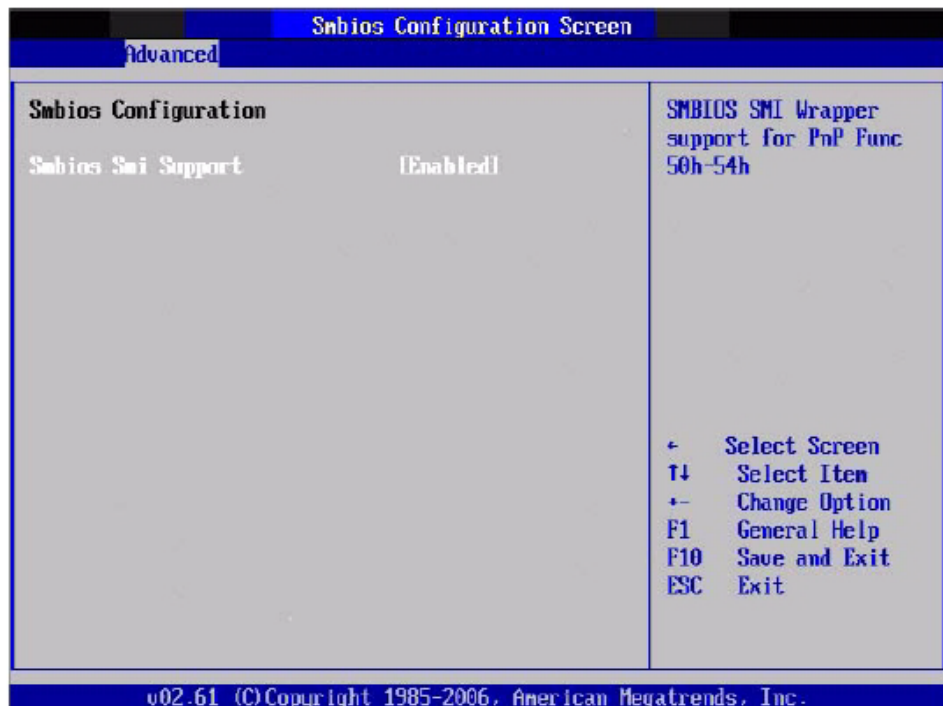 Smbios Configuration Screen
Advanced
Smbios Configuration
Smbios Smi Support [Enabled]
SMBIOS SMI Wrapper
support for PnP Func
50h-54h
← Select Screen
↑↓ Select Item
+- Change Option
F1 General Help
F10 Save and Exit
ESC Exit
v02.61 (C)Copyright 1985-2006, American Megatrends, Inc.